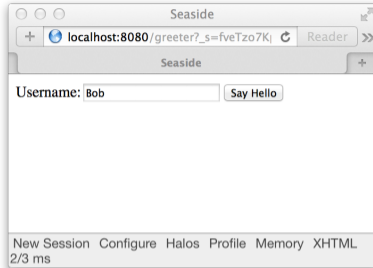 Seaside
localhost:8080/greeter?_s=fveTzo7K
Reader
Seaside
Username: Bob Say Hello
New Session Configure Halos Profile Memory XHTML
2/3 ms